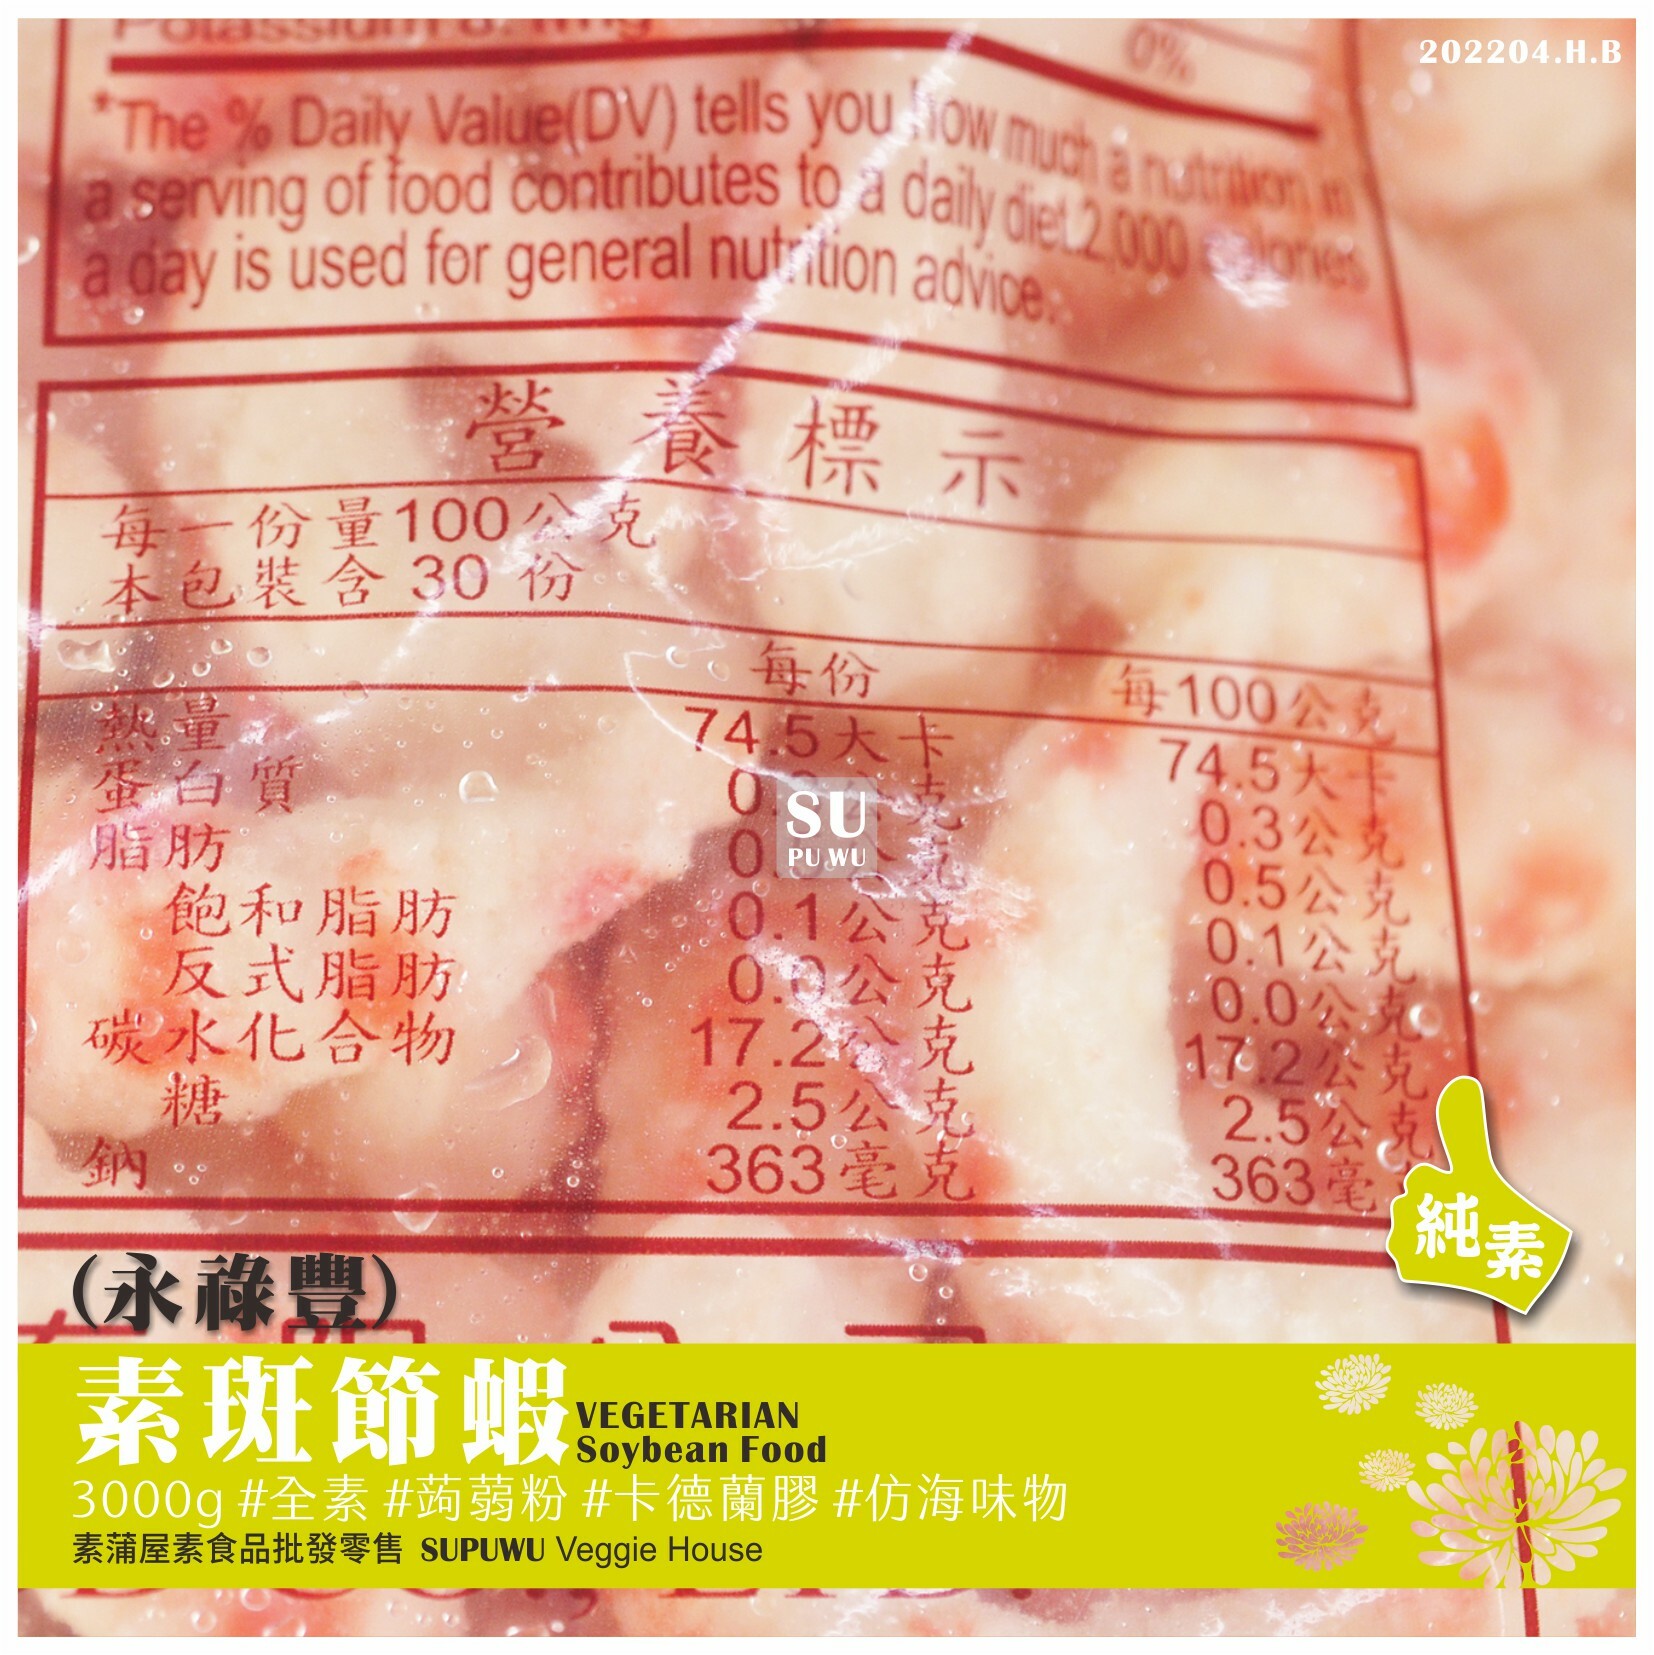 202204.H.B
Potassium
0%
*The % Daily Value(DV) tells you how much a nutrition in
a serving of food contributes to a daily diet.2,000 calories
a day is used for general nutrition advice.
營養標示
每一份量100公克
本包裝含 30 份
每份 每100公克
熱量 74.5大卡 74.5大卡
蛋白質 0.3公克
脂肪 0.5公克
飽和脂肪 0.1公克 0.1公克
反式脂肪 0.0公克 0.0公克
碳水化合物 17.2公克 17.2公克
糖 2.5公克 2.5公克
鈉 363毫克 363毫
SU
PU WU
純素
(永祿豐)
素斑節蝦 VEGETARIAN
Soybean Food
3000g #全素 #蒟蒻粉 #卡德蘭膠 #仿海味物
素蒲屋素食品批發零售 SUPUWU Veggie House